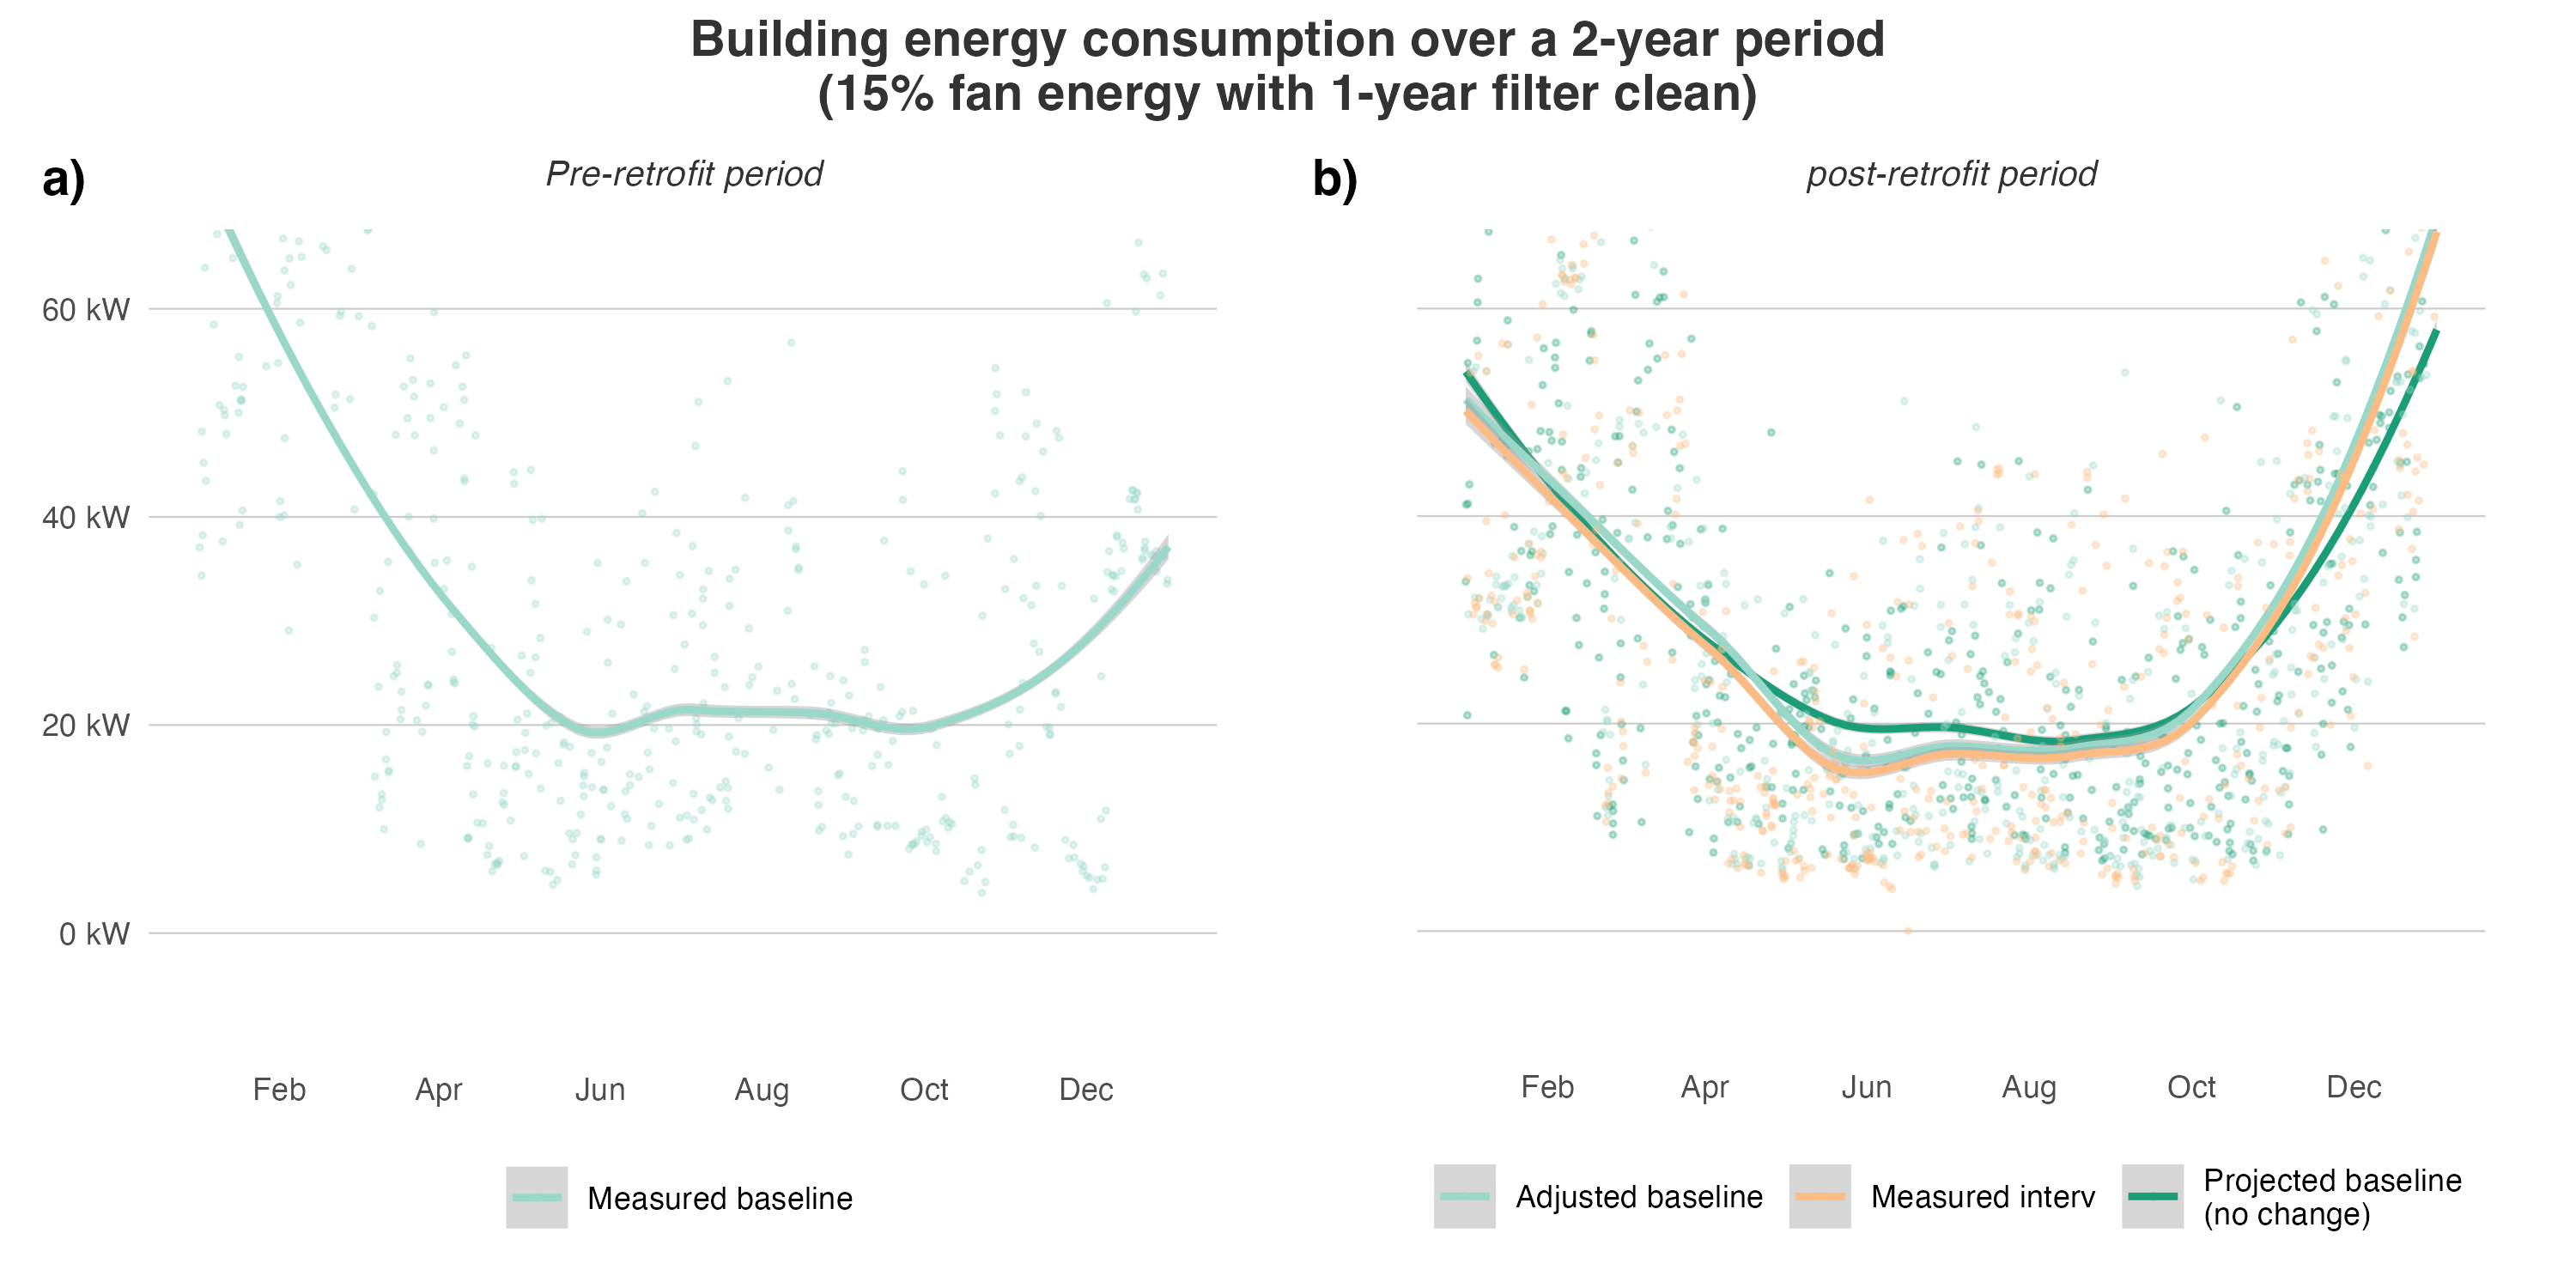 Building energy consumption over a 2-year period
(15% fan energy with 1-year filter clean)
a)
Pre-retrofit period
60 kW
40 kW
20 kW
0 kW
Feb Apr Jun Aug Oct Dec
Measured baseline
b)
post-retrofit period
Feb Apr Jun Aug Oct Dec
Adjusted baseline
Measured interv
Projected baseline
(no change)